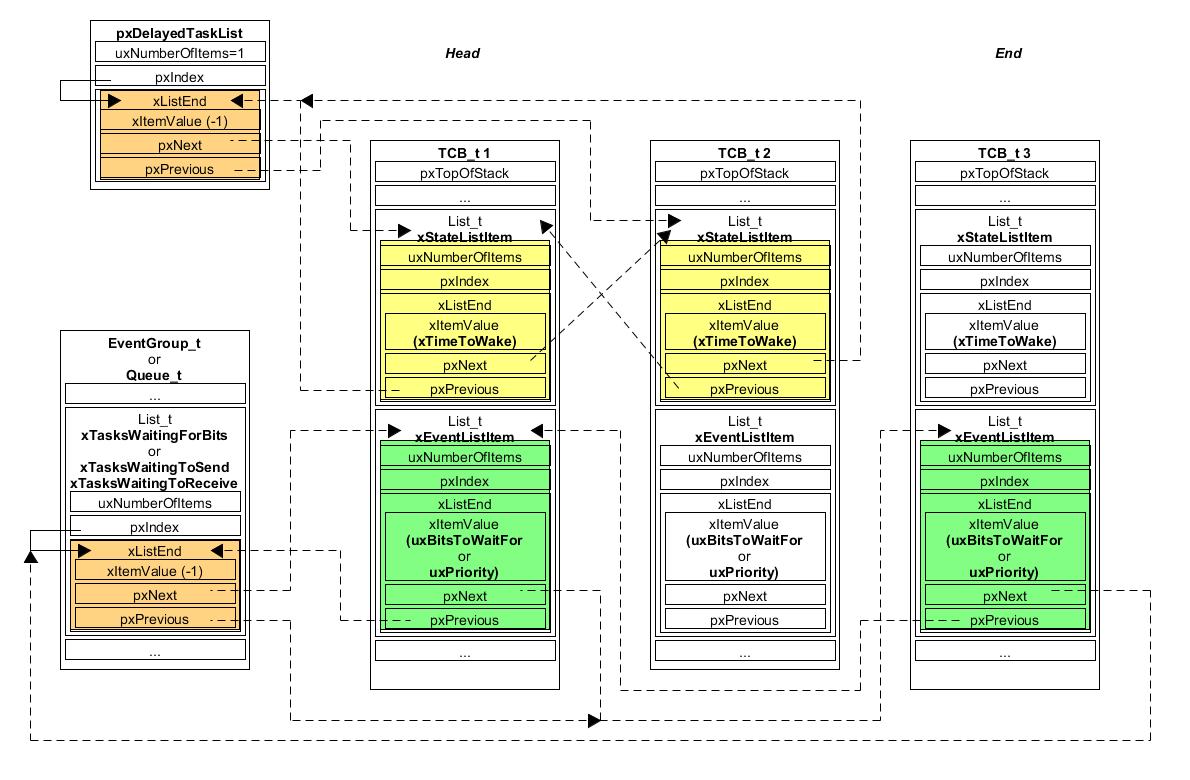 pxDelayedTaskList
uxNumberOfItems=1
pxIndex
xListEnd
xItemValue (-1)
pxNext
pxPrevious
Head
End
TCB_t 1
pxTopOfStack
...
List_t
xStateListItem
uxNumberOfItems
pxIndex
xListEnd
xItemValue
(xTimeToWake)
pxNext
pxPrevious
List_t
xEventListItem
uxNumberOfItems
pxIndex
xListEnd
xItemValue
(uxBitsToWaitFor
or
uxPriority)
pxNext
pxPrevious
...
TCB_t 2
pxTopOfStack
...
List_t
xStateListItem
uxNumberOfItems
pxIndex
xListEnd
xItemValue
(xTimeToWake)
pxNext
pxPrevious
List_t
xEventListItem
uxNumberOfItems
pxIndex
xListEnd
xItemValue
(uxBitsToWaitFor
or
uxPriority)
pxNext
pxPrevious
...
TCB_t 3
pxTopOfStack
...
List_t
xStateListItem
uxNumberOfItems
pxIndex
xListEnd
xItemValue
(xTimeToWake)
pxNext
pxPrevious
List_t
xEventListItem
uxNumberOfItems
pxIndex
xListEnd
xItemValue
(uxBitsToWaitFor
or
uxPriority)
pxNext
pxPrevious
...
EventGroup_t
or
Queue_t
...
List_t
xTasksWaitingForBits
or
xTasksWaitingToSend
xTasksWaitingToReceive
uxNumberOfItems
pxIndex
xListEnd
xItemValue (-1)
pxNext
pxPrevious
...